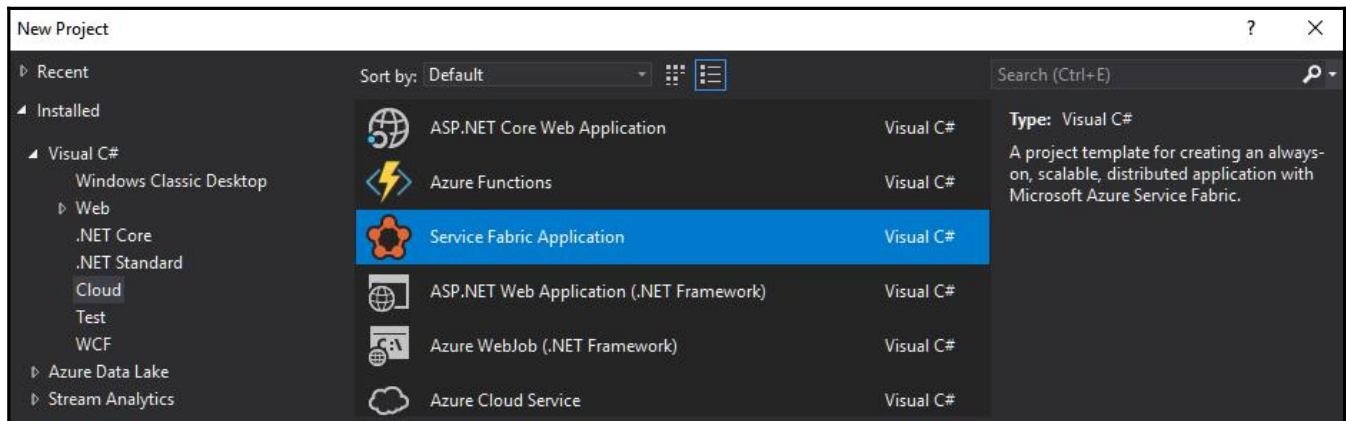 New Project
?
Recent
Installed
Visual C#
Windows Classic Desktop
Web
.NET Core
.NET Standard
Cloud
Test
WCF
Azure Data Lake
Stream Analytics
Sort by: Default
ASP.NET Core Web Application Visual C#
Azure Functions Visual C#
Service Fabric Application Visual C#
ASP.NET Web Application (.NET Framework) Visual C#
C:\
Azure WebJob (.NET Framework) Visual C#
Azure Cloud Service Visual C#
Search (Ctrl+E)
Type: Visual C#
A project template for creating an always-
on, scalable, distributed application with
Microsoft Azure Service Fabric.